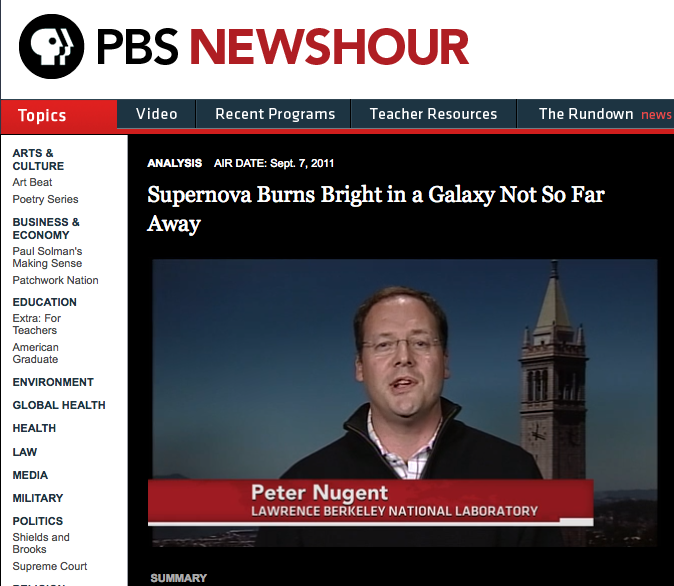 PBS NEWSHOUR
Topics
Video
Recent Programs
Teacher Resources
The Rundown news
ARTS &
CULTURE
Art Beat
Poetry Series
BUSINESS &
ECONOMY
Paul Solman's
Making Sense
Patchwork Nation
EDUCATION
Extra: For
Teachers
American
Graduate
ENVIRONMENT
GLOBAL HEALTH
HEALTH
LAW
MEDIA
MILITARY
POLITICS
Shields and
Brooks
Supreme Court
RELIGION
ANALYSIS AIR DATE: Sept. 7, 2011
Supernova Burns Bright in a Galaxy Not So Far
Away
Peter Nugent
LAWRENCE BERKELEY NATIONAL LABORATORY
SUMMARY